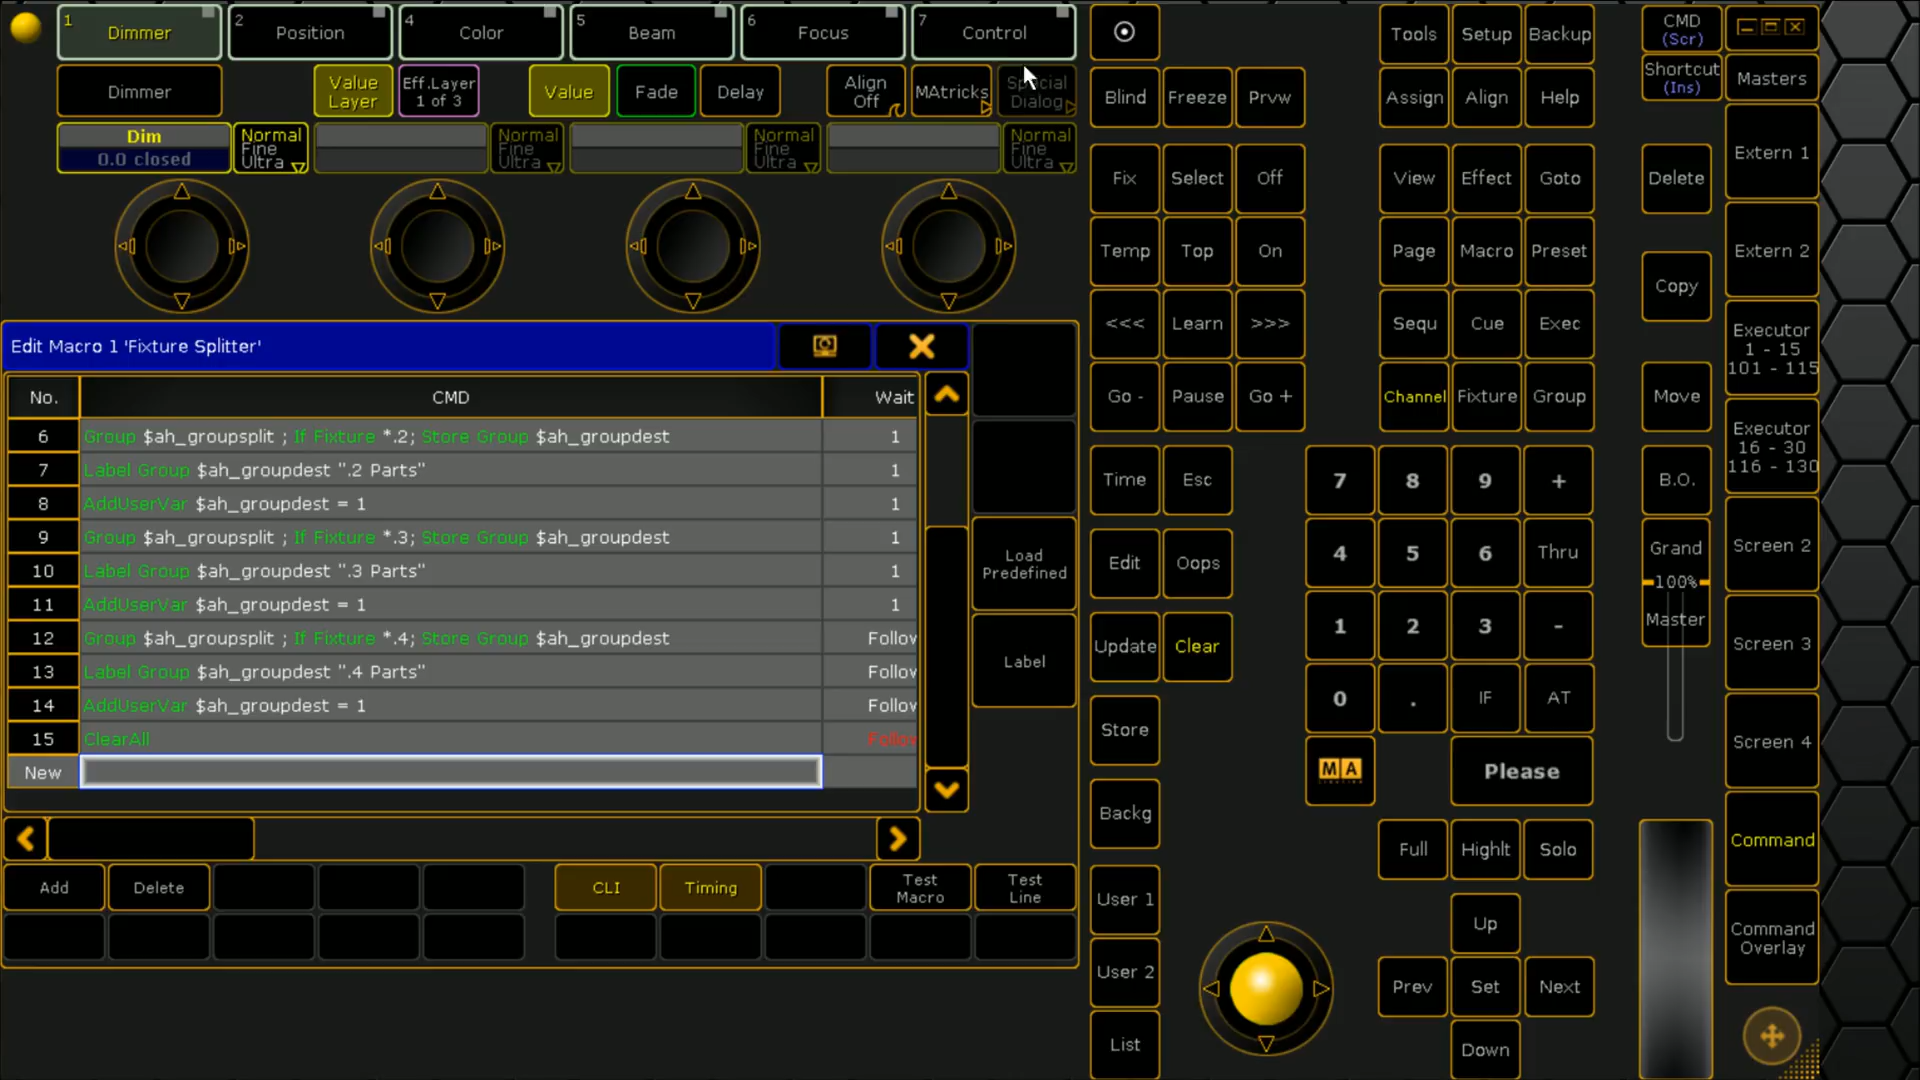 1 Dimmer
2 Position
4 Color
5 Beam
6 Focus
7 Control
Dimmer
Value Layer
Eff.Layer 1 of 3
Value
Fade
Delay
Align Off
MAtricks
Special Dialog
Dim
0.0 closed
Normal
Fine
Ultra
Normal
Fine
Ultra
Normal
Fine
Ultra
Normal
Fine
Ultra
Edit Macro 1 'Fixture Splitter'
No. CMD Wait
6 Group $ah_groupsplit ; If Fixture *.2; Store Group $ah_groupdest 1
7 Label Group $ah_groupdest ".2 Parts" 1
8 AddUserVar $ah_groupdest = 1 1
9 Group $ah_groupsplit ; If Fixture *.3; Store Group $ah_groupdest 1
10 Label Group $ah_groupdest ".3 Parts" 1
11 AddUserVar $ah_groupdest = 1 1
12 Group $ah_groupsplit ; If Fixture *.4; Store Group $ah_groupdest Follow
13 Label Group $ah_groupdest ".4 Parts" Follow
14 AddUserVar $ah_groupdest = 1 Follow
15 ClearAll Follow
New
Load Predefined
Label
Add
Delete
CLI
Timing
Test Macro
Test Line
Blind
Freeze
Prvw
Fix
Select
Off
Temp
Top
On
<<<
Learn
>>>
Go -
Pause
Go +
Time
Esc
Edit
Oops
Update
Clear
Store
Backg
User 1
User 2
List
Tools
Setup
Backup
Assign
Align
Help
View
Effect
Goto
Page
Macro
Preset
Sequ
Cue
Exec
Channel
Fixture
Group
7
8
9
+
4
5
6
Thru
1
2
3
-
0
.
IF
AT
MA
Please
Full
Highlt
Solo
Up
Prev
Set
Next
Down
CMD
(Scr)
Shortcut
(Ins)
Delete
Copy
Move
B.O.
Grand
100%
Master
Masters
Extern 1
Extern 2
Executor
1 - 15
101 - 115
Executor
16 - 30
116 - 130
Screen 2
Screen 3
Screen 4
Command
Command Overlay